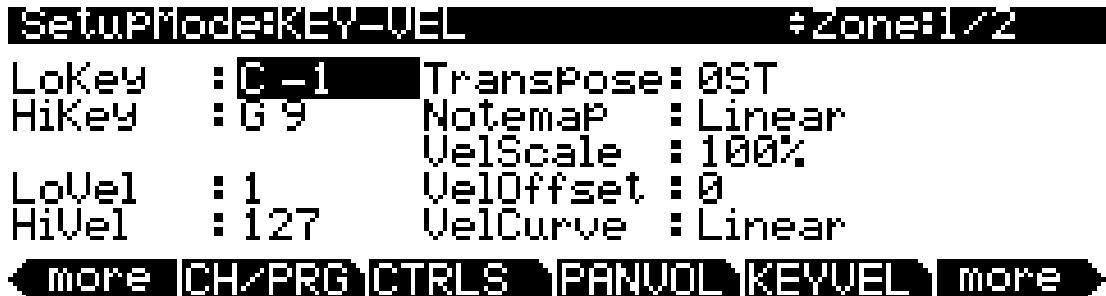 SetupMode:KEY-VEL ♦Zone:1/2
LoKey :C -1 Transpose:0ST
HiKey :G 9 Notemap :Linear
VelScale :100%
LoVel :1 VelOffset:0
HiVel :127 VelCurve :Linear
more CH/PRG CTRLS PANVOL KEYVEL more